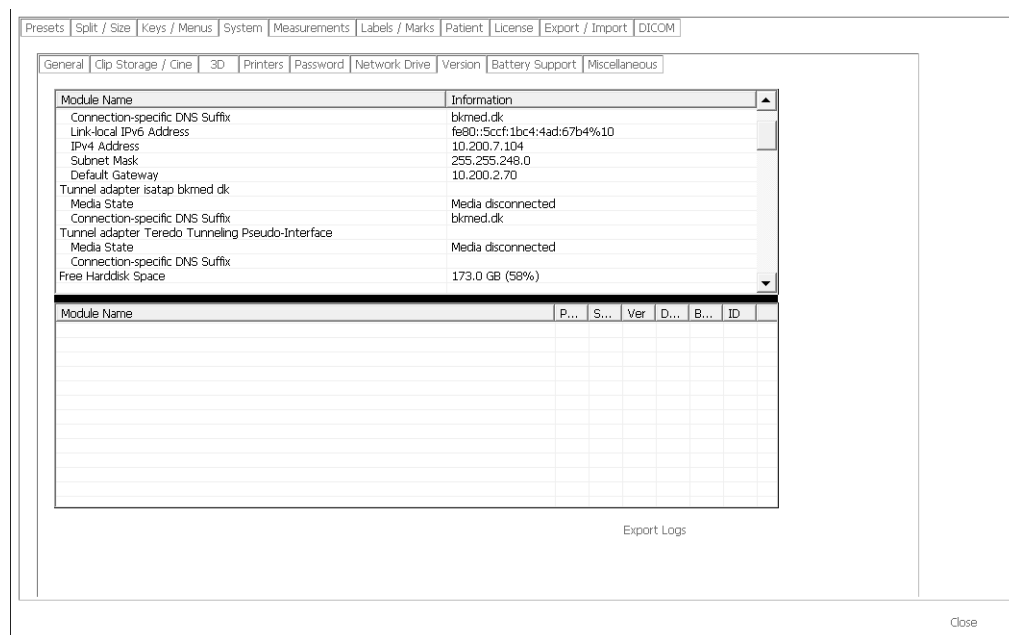 Presets Split / Size Keys / Menus System Measurements Labels / Marks Patient License Export / Import DICOM
General Clip Storage / Cine 3D Printers Password Network Drive Version Battery Support Miscellaneous
Module Name Information
Connection-specific DNS Suffix bkmed.dk
Link-local IPv6 Address fe80::5ccf:1bc4:4ad:67b4%10
IPv4 Address 10.200.7.104
Subnet Mask 255.255.248.0
Default Gateway 10.200.2.70
Tunnel adapter isatap bkmed dk
Media State Media disconnected
Connection-specific DNS Suffix bkmed.dk
Tunnel adapter Teredo Tunneling Pseudo-Interface
Media State Media disconnected
Connection-specific DNS Suffix
Free Harddisk Space 173.0 GB (58%)
Module Name P... S... Ver D... B... ID
Export Logs
Close